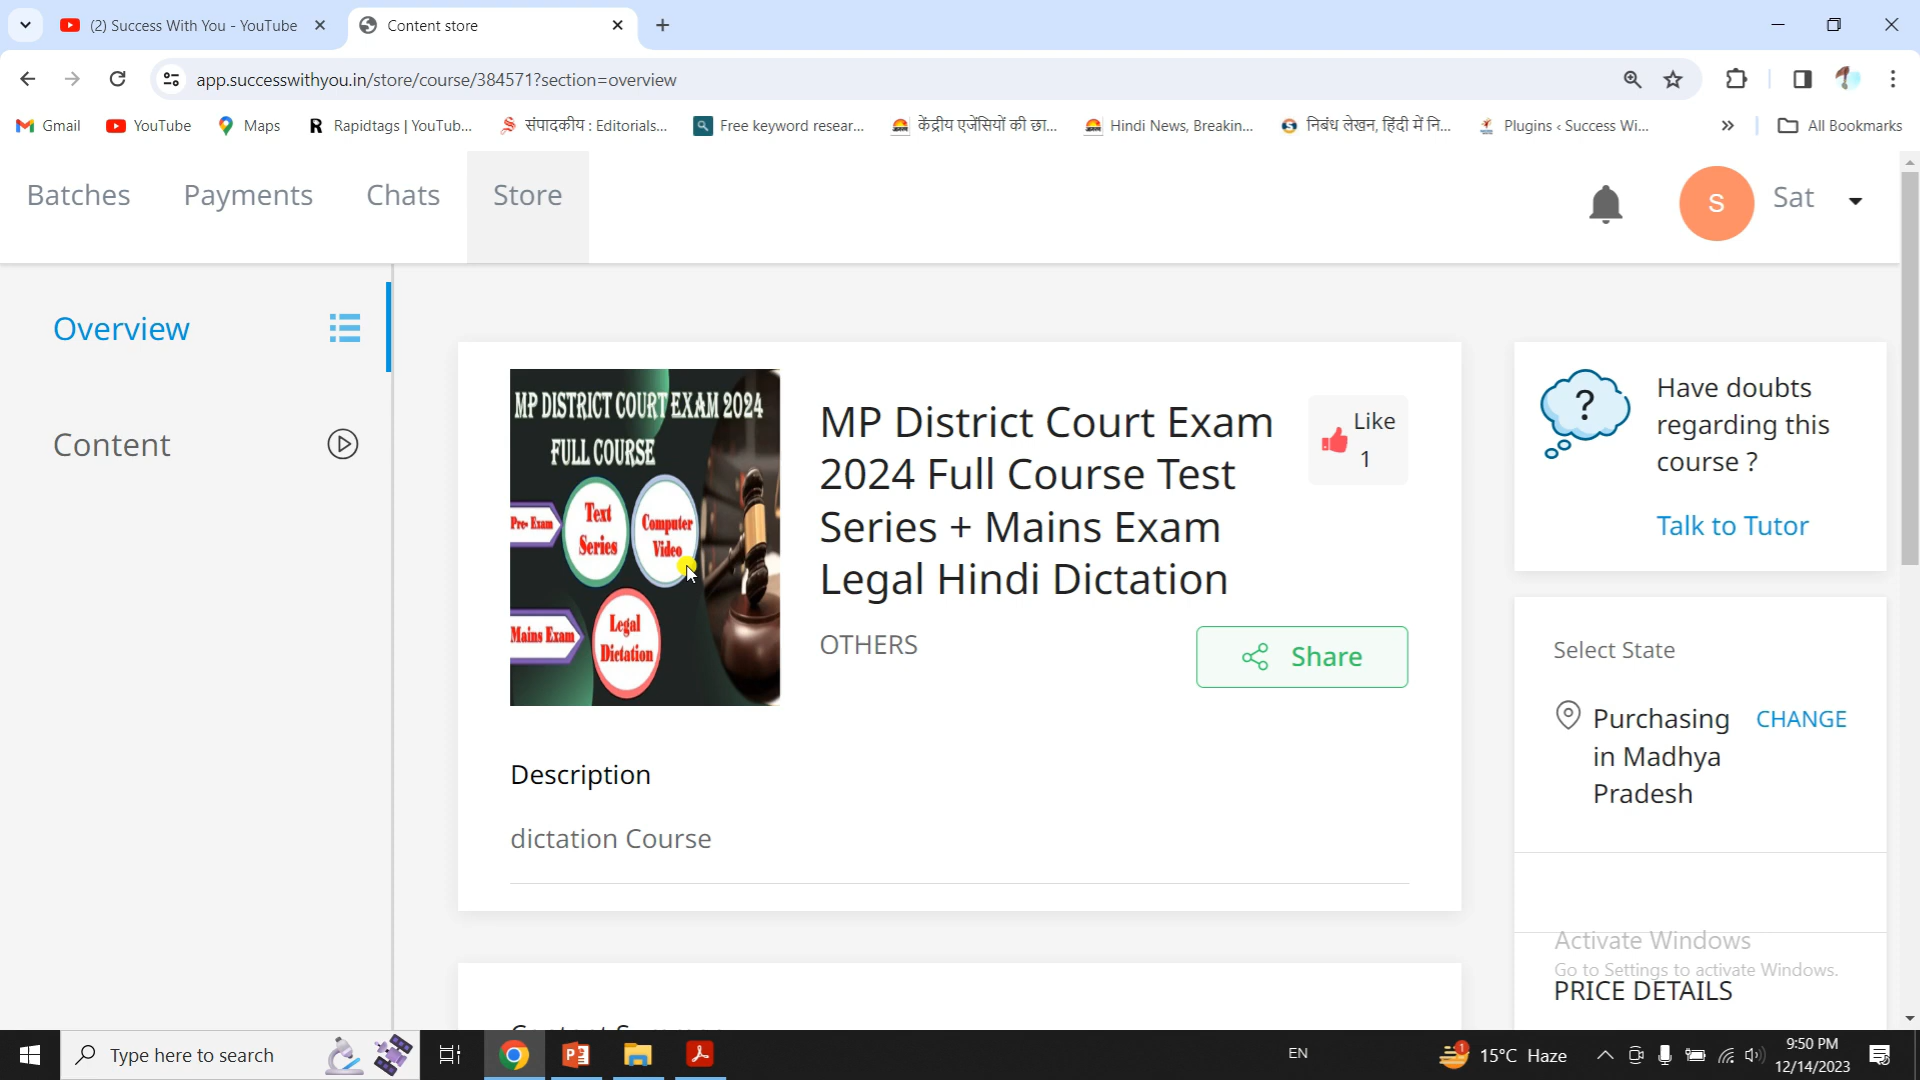 (2) Success With You - YouTube
Content store
app.successwithyou.in/store/course/384571?section=overview
Gmail
YouTube
Maps
Rapidtags | YouTub...
संपादकीय : Editorials...
Free keyword resear...
केंद्रीय एजेंसियों की छा...
Hindi News, Breakin...
निबंध लेखन, हिंदी में नि...
Plugins ‹ Success Wi...
All Bookmarks
Batches
Payments
Chats
Store
S
Sat
Overview
Content
MP DISTRICT COURT EXAM 2024
FULL COURSE
Pre- Exam
Text
Series
Computer
Video
Mains Exam
Legal
Dictation
MP District Court Exam
2024 Full Course Test
Series + Mains Exam
Legal Hindi Dictation
Like
1
OTHERS
Share
Description
dictation Course
?
Have doubts
regarding this
course ?
Talk to Tutor
Select State
Purchasing
in Madhya
Pradesh
CHANGE
Activate Windows
Go to Settings to activate Windows.
PRICE DETAILS
Type here to search
EN
1
15°C Haze
9:50 PM
12/14/2023